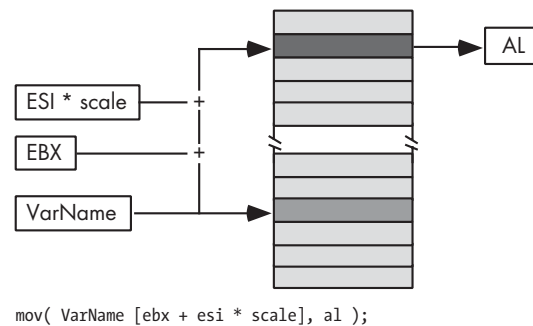 AL
ESI * scale
+
EBX
+
VarName
mov( VarName [ebx + esi * scale], al );